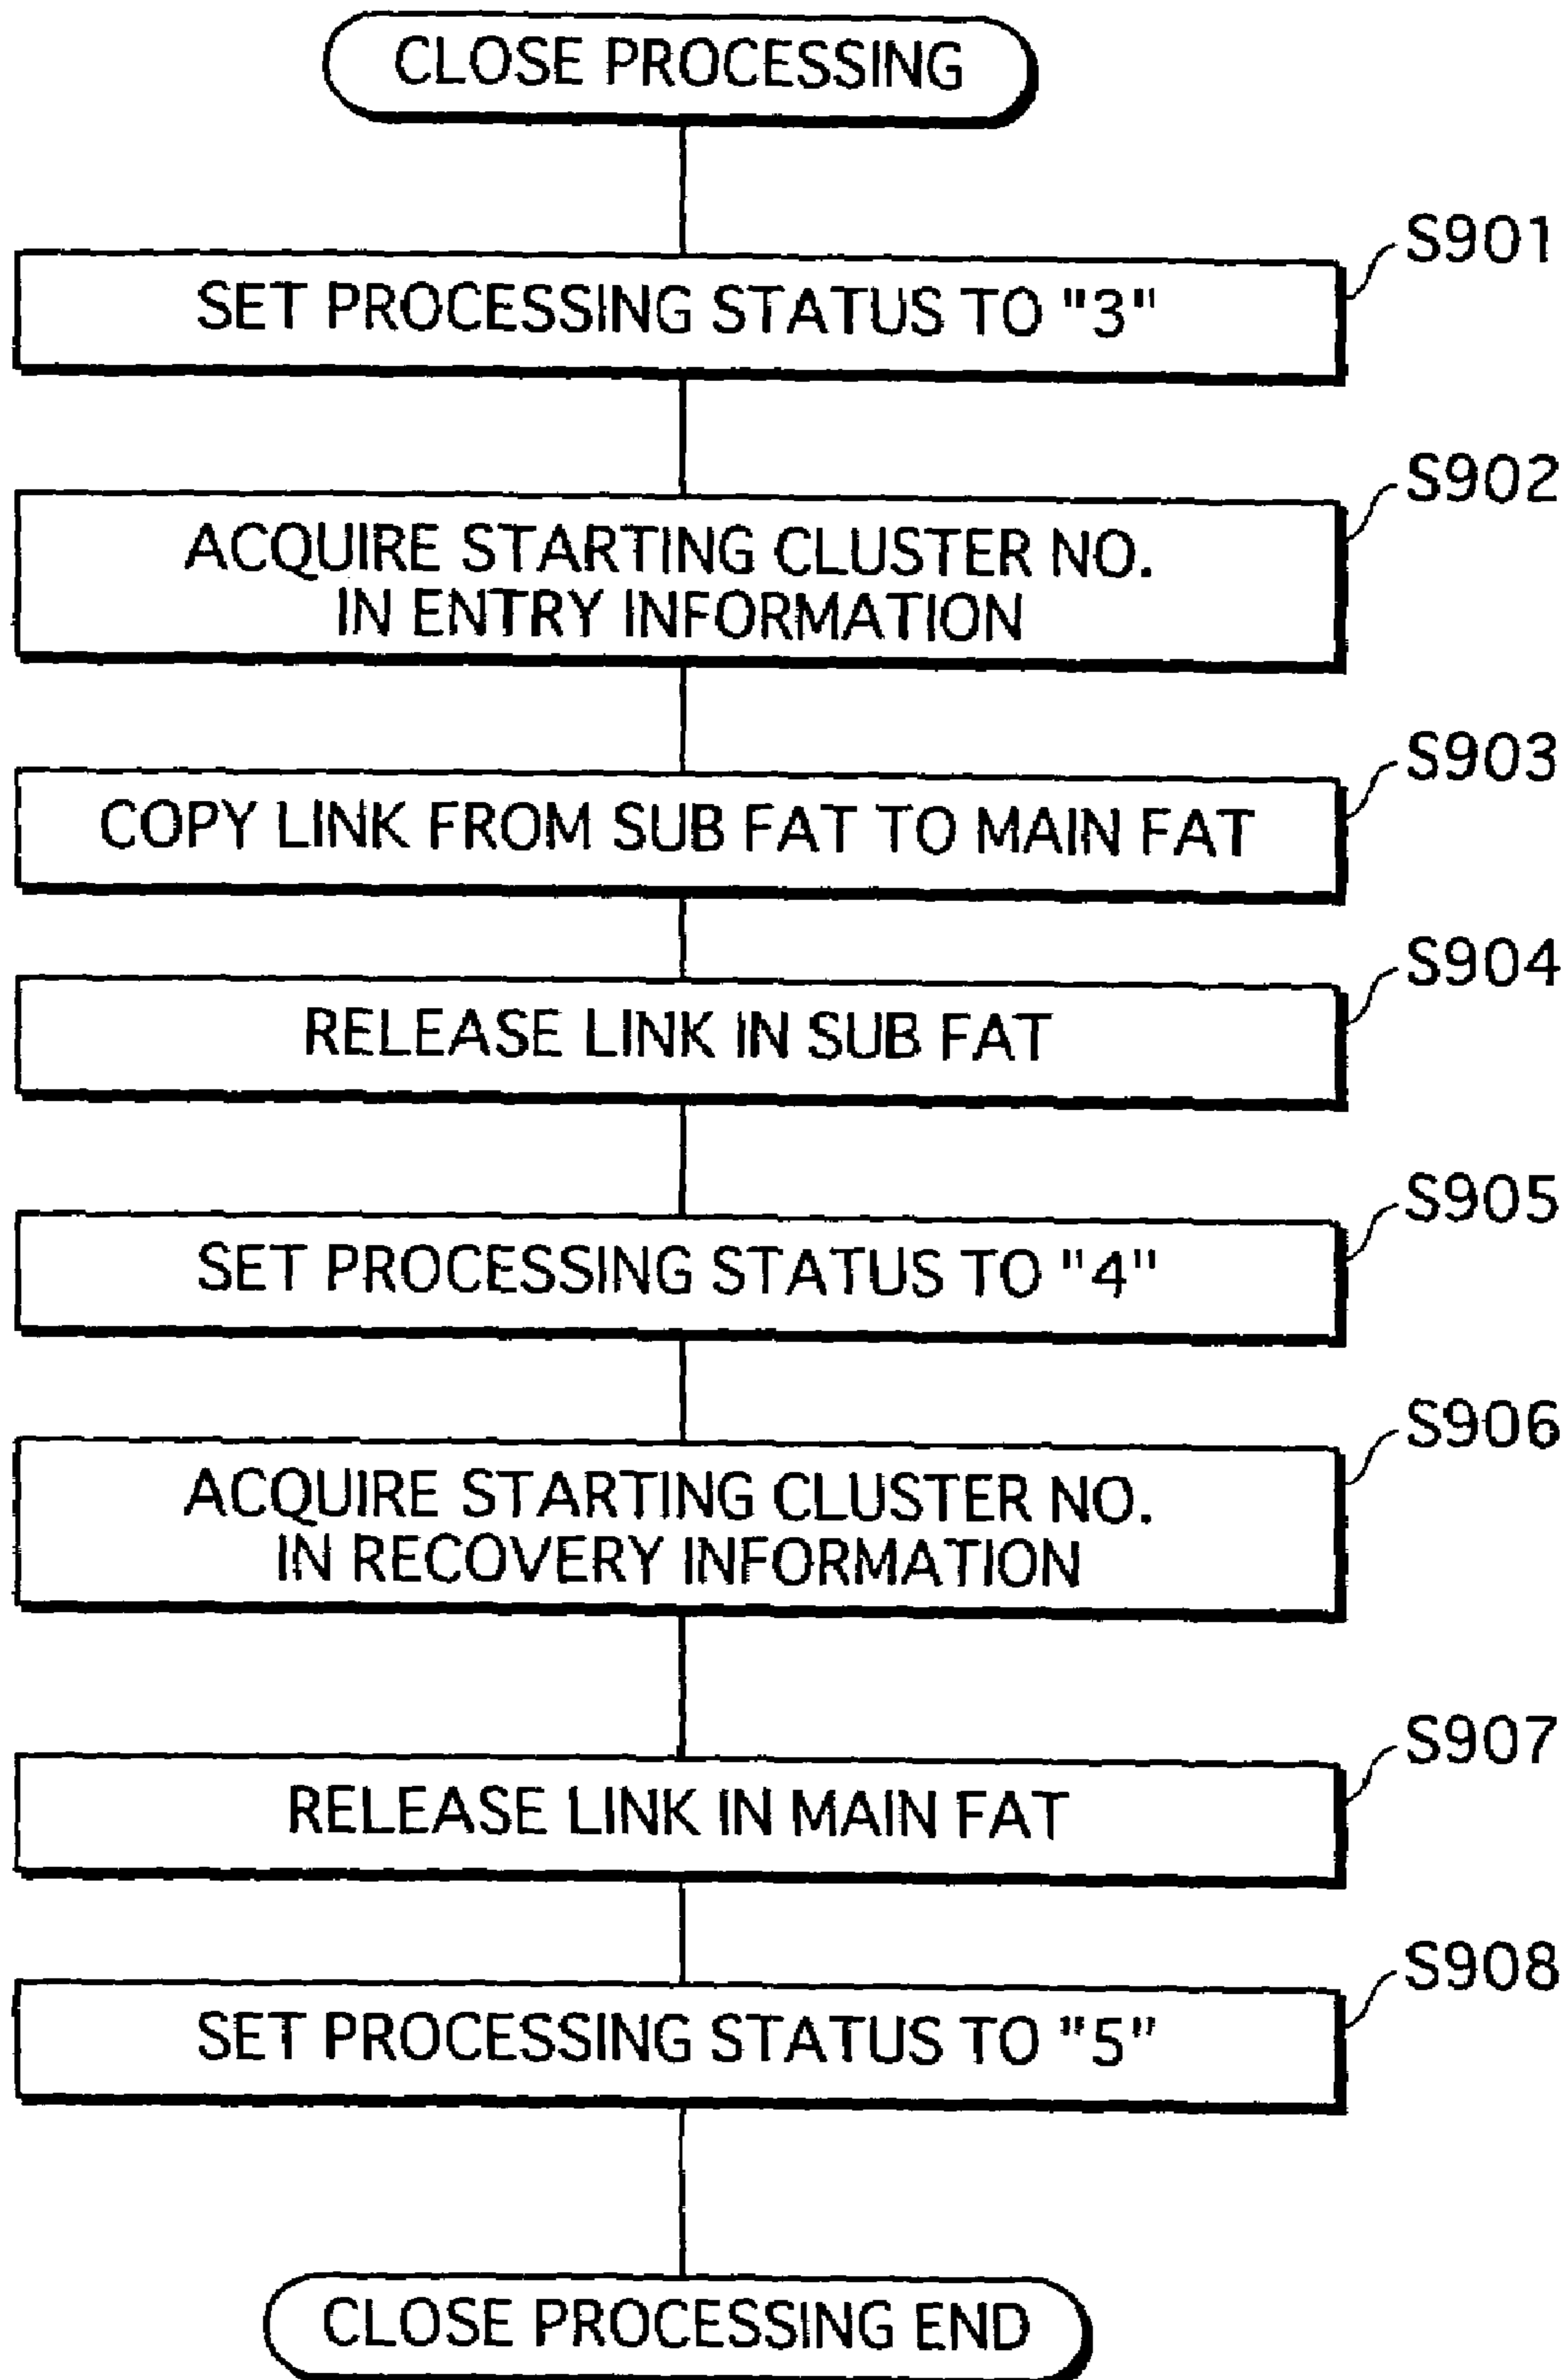 CLOSE PROCESSING
S901
SET PROCESSING STATUS TO "3"
S902
ACQUIRE STARTING CLUSTER NO.
IN ENTRY INFORMATION
S903
COPY LINK FROM SUB FAT TO MAIN FAT
S904
RELEASE LINK IN SUB FAT
S905
SET PROCESSING STATUS TO "4"
S906
ACQUIRE STARTING CLUSTER NO.
IN RECOVERY INFORMATION
S907
RELEASE LINK IN MAIN FAT
S908
SET PROCESSING STATUS TO "5"
CLOSE PROCESSING END